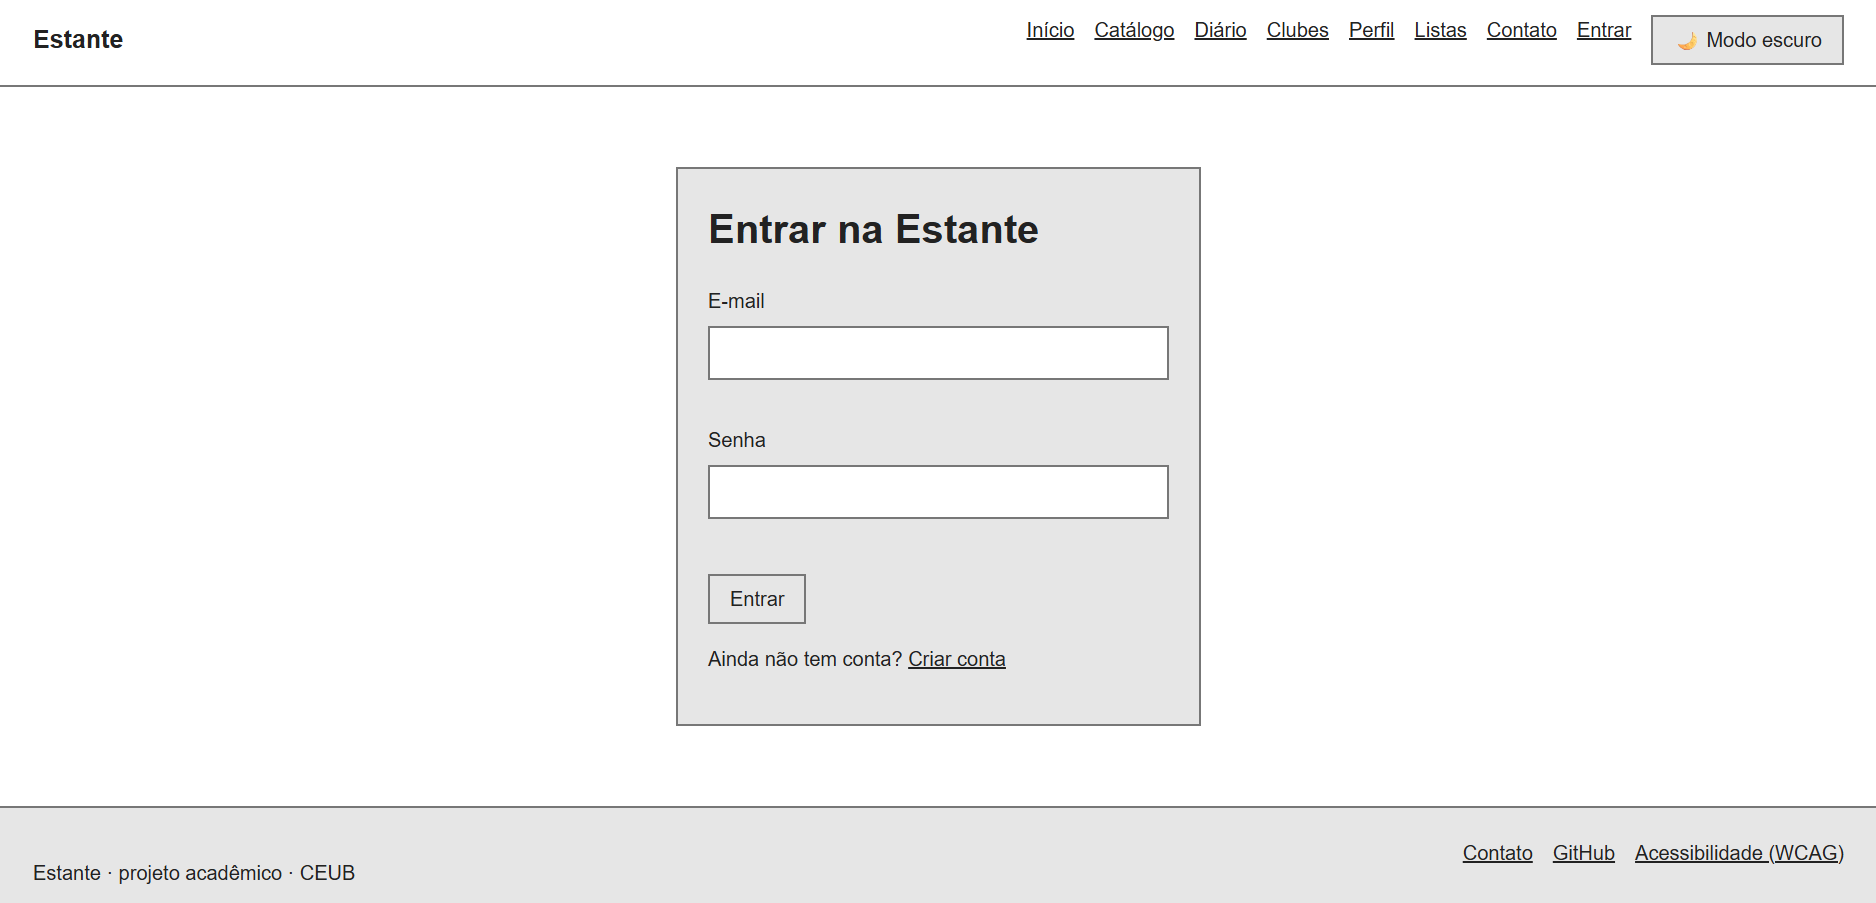 Estante
Início Catálogo Diário Clubes Perfil Listas Contato Entrar 🌙 Modo escuro
Entrar na Estante
E-mail
Senha
Entrar
Ainda não tem conta? Criar conta
Estante · projeto acadêmico · CEUB
Contato GitHub Acessibilidade (WCAG)